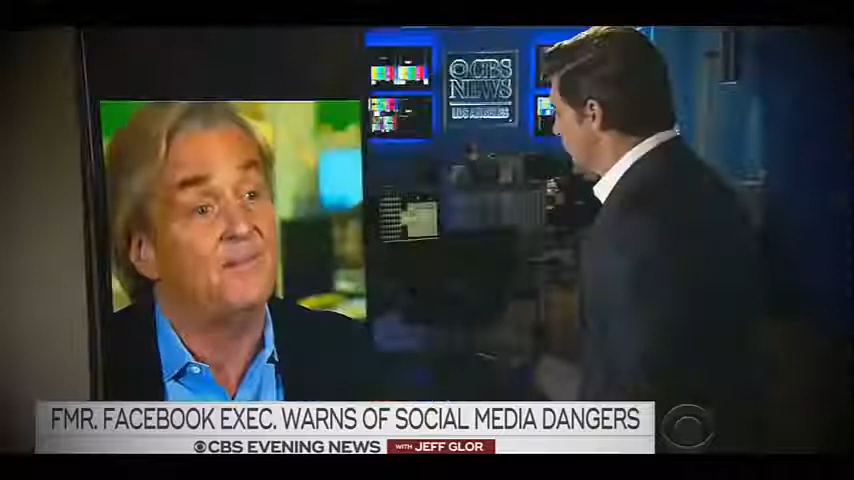 CBS
NEWS
LOS ANGELES
FMR. FACEBOOK EXEC. WARNS OF SOCIAL MEDIA DANGERS
CBS EVENING NEWS WITH JEFF GLOR